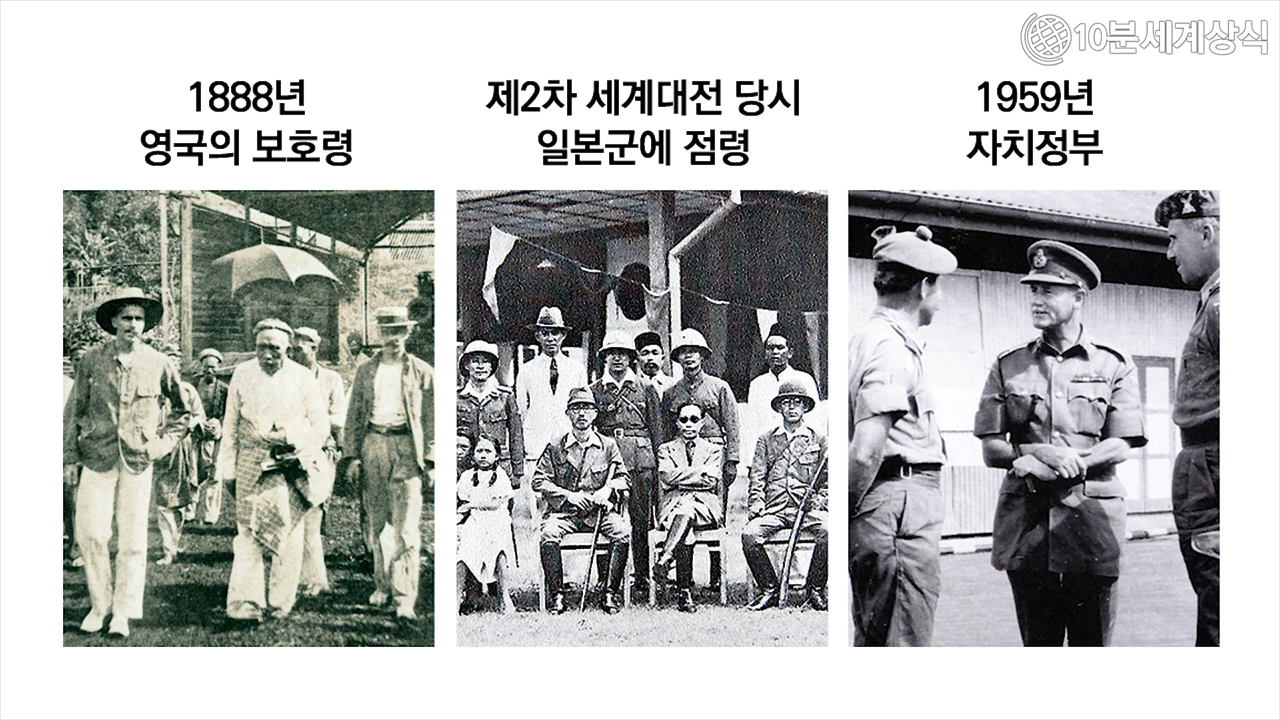 10분세계상식
1888년
영국의 보호령
제2차 세계대전 당시
일본군에 점령
1959년
자치정부